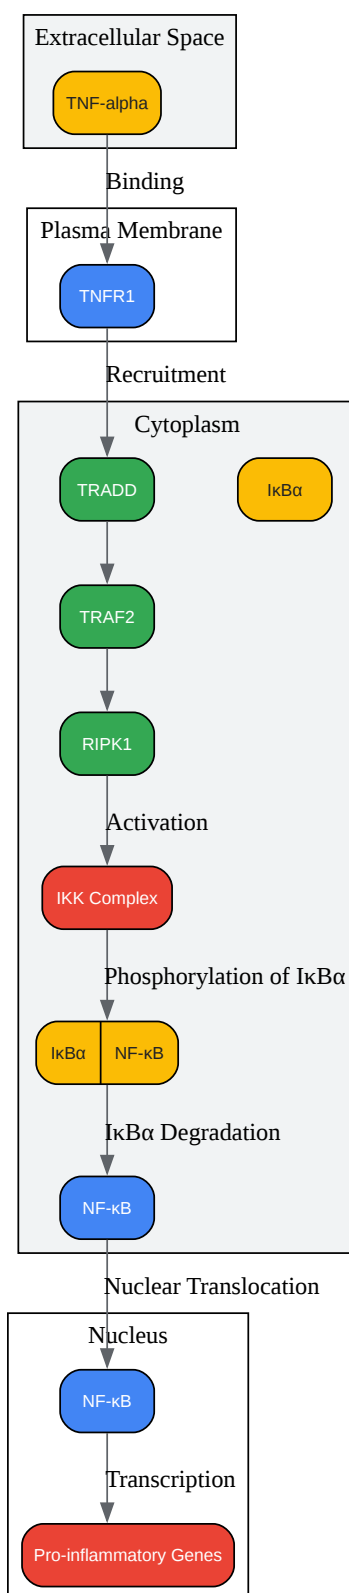 Extracellular Space
TNF-alpha
Binding
Plasma Membrane
TNFR1
Recruitment
Cytoplasm
TRADD
IκBα
TRAF2
RIPK1
Activation
IKK Complex
Phosphorylation of IκBα
IκBα
NF-κB
IκBα Degradation
NF-κB
Nuclear Translocation
Nucleus
NF-κB
Transcription
Pro-inflammatory Genes